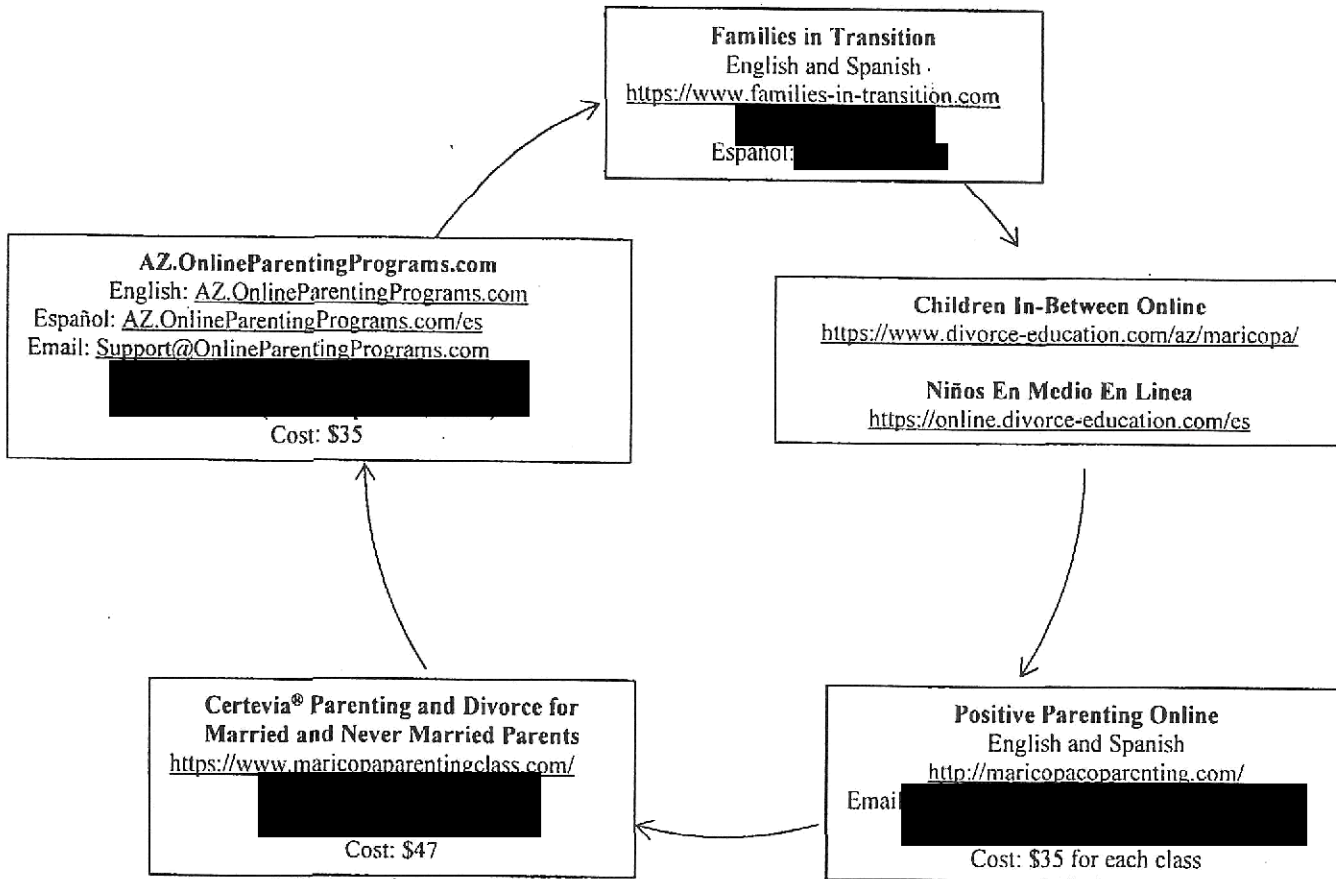 Families in Transition
English and Spanish
https://www.families-in-transition.com
Español:
Children In-Between Online
https://www.divorce-education.com/az/maricopa/
Niños En Medio En Linea
https://online.divorce-education.com/es
Positive Parenting Online
English and Spanish
http://maricopacoparenting.com/
Email
Cost: $35 for each class
Certevia® Parenting and Divorce for
Married and Never Married Parents
https://www.maricopaparentingclass.com/
Cost: $47
AZ.OnlineParentingPrograms.com
English: AZ.OnlineParentingPrograms.com
Español: AZ.OnlineParentingPrograms.com/es
Email: Support@OnlineParentingPrograms.com
Cost: $35